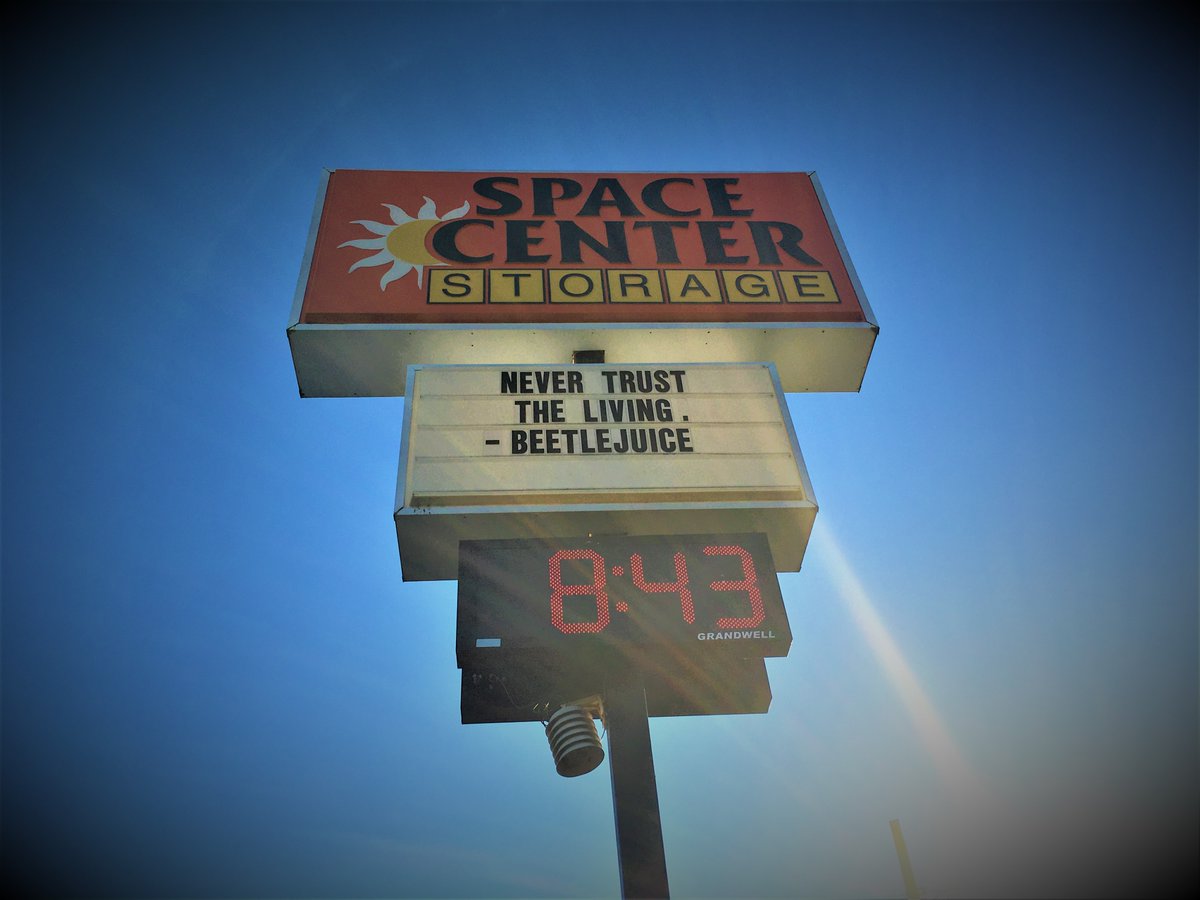 SPACE
CENTER
STORAGE
NEVER TRUST
THE LIVING.
- BEETLEJUICE
8:43
GRANDWELL